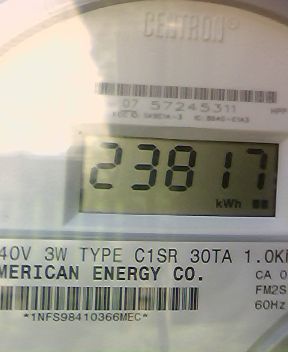 CENTRON®
07 57245311
23817
kWh
40V 3W TYPE C1SR 30TA 1.0K
MERICAN ENERGY CO.
CA 0
FM2S
60Hz
*1NFS98410366MEC*